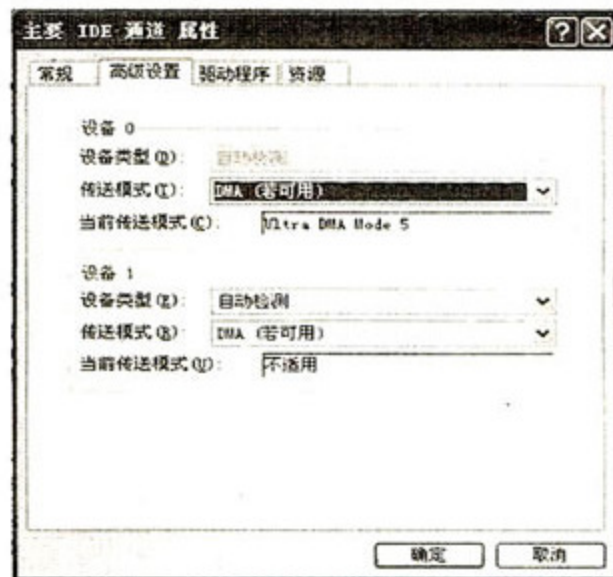 主要 IDE 通道 属性
常规 高级设置 驱动程序 资源
设备 0
设备类型(D): 自动检测
传送模式(T): DMA (若可用)
当前传送模式(C): Ultra DMA Mode 5
设备 1
设备类型(E): 自动检测
传送模式(R): DMA (若可用)
当前传送模式(U): 不适用
确定 取消